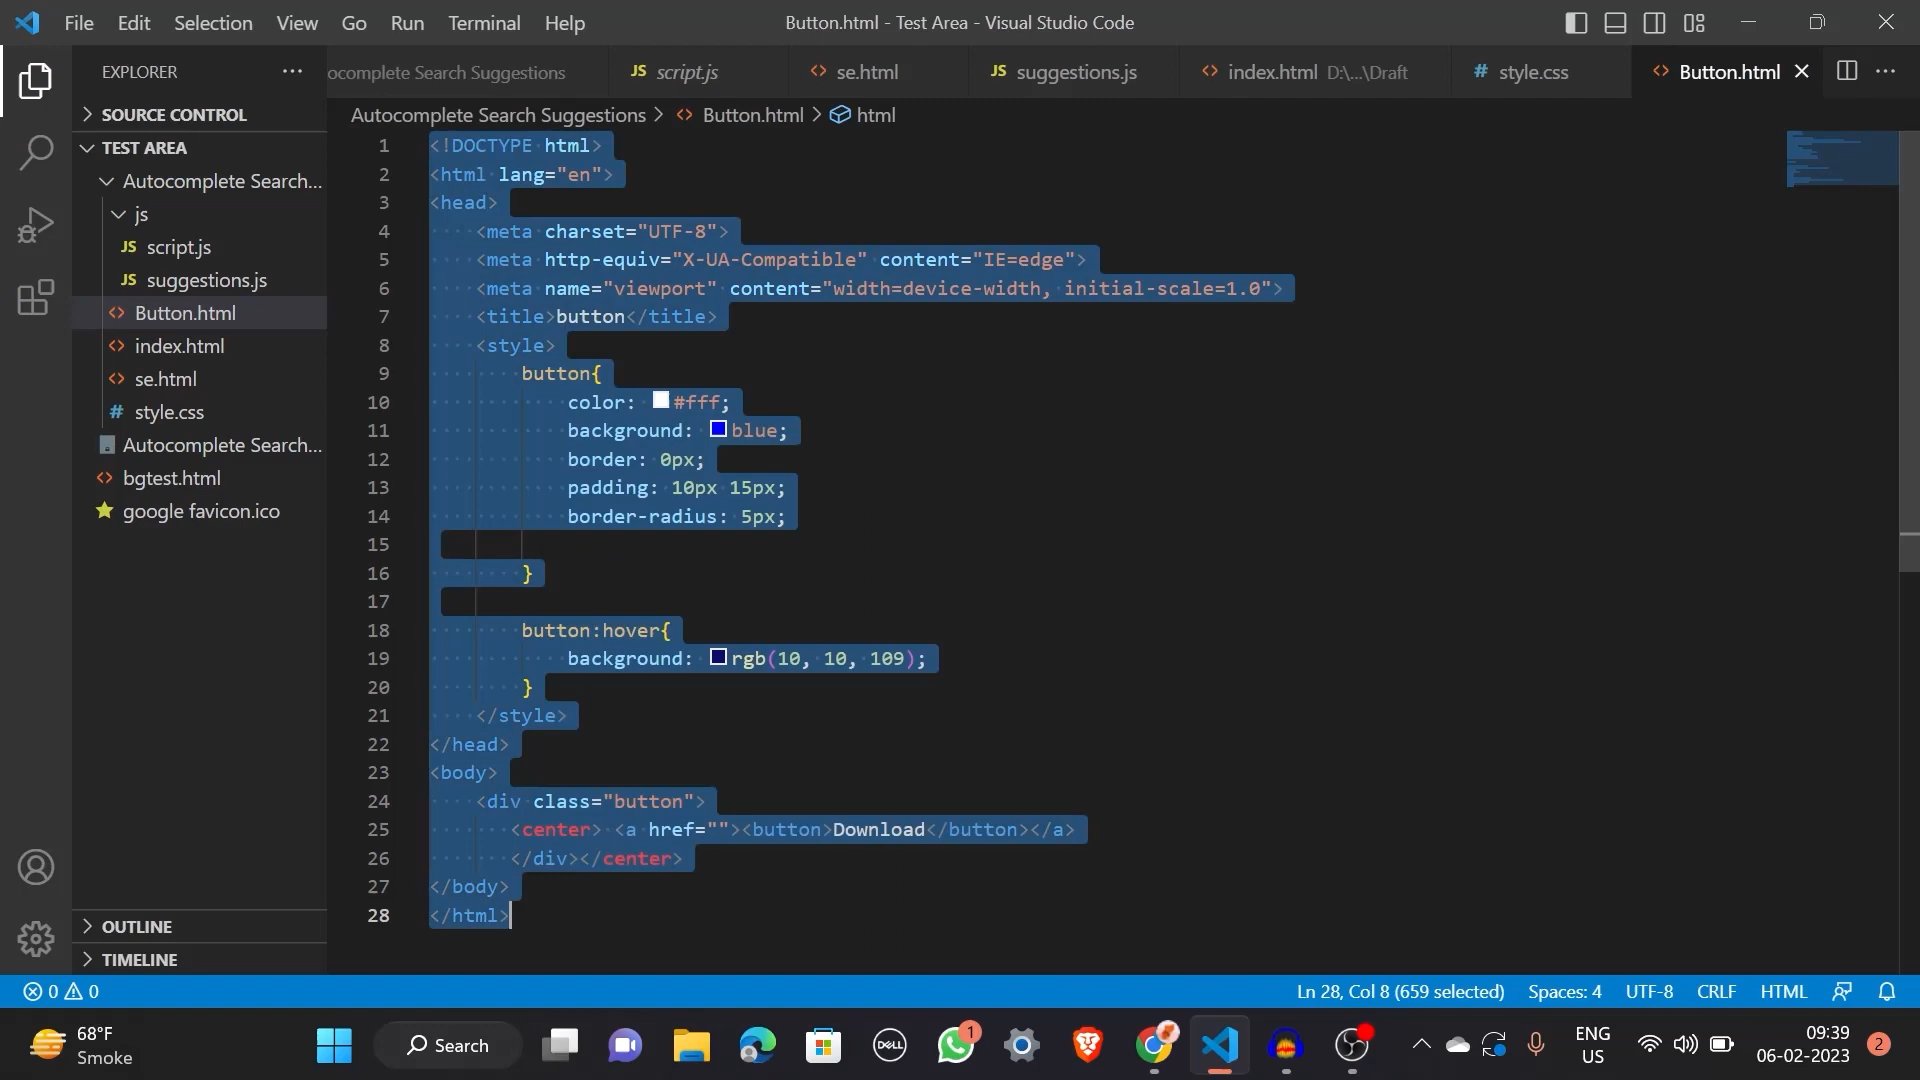 File Edit Selection View Go Run Terminal Help
Button.html - Test Area - Visual Studio Code
EXPLORER
SOURCE CONTROL
TEST AREA
Autocomplete Search...
js
JS script.js
JS suggestions.js
<> Button.html
<> index.html
<> se.html
# style.css
Autocomplete Search...
<> bgtest.html
google favicon.ico
OUTLINE
TIMELINE
ocomplete Search Suggestions
JS script.js
<> se.html
JS suggestions.js
<> index.html D:\...\Draft
# style.css
<> Button.html
Autocomplete Search Suggestions > <> Button.html > html
1 <!DOCTYPE html>
2 <html lang="en">
3 <head>
4 <meta charset="UTF-8">
5 <meta http-equiv="X-UA-Compatible" content="IE=edge">
6 <meta name="viewport" content="width=device-width, initial-scale=1.0">
7 <title>button</title>
8 <style>
9 button{
10 color: #fff;
11 background: blue;
12 border: 0px;
13 padding: 10px 15px;
14 border-radius: 5px;
15
16 }
17
18 button:hover{
19 background: rgb(10, 10, 109);
20 }
21 </style>
22 </head>
23 <body>
24 <div class="button">
25 <center> <a href=""><button>Download</button></a>
26 </div></center>
27 </body>
28 </html>
0 0
Ln 28, Col 8 (659 selected) Spaces: 4 UTF-8 CRLF HTML
68°F
Smoke
Search
DELL
1
ENG
US
09:39
06-02-2023
2